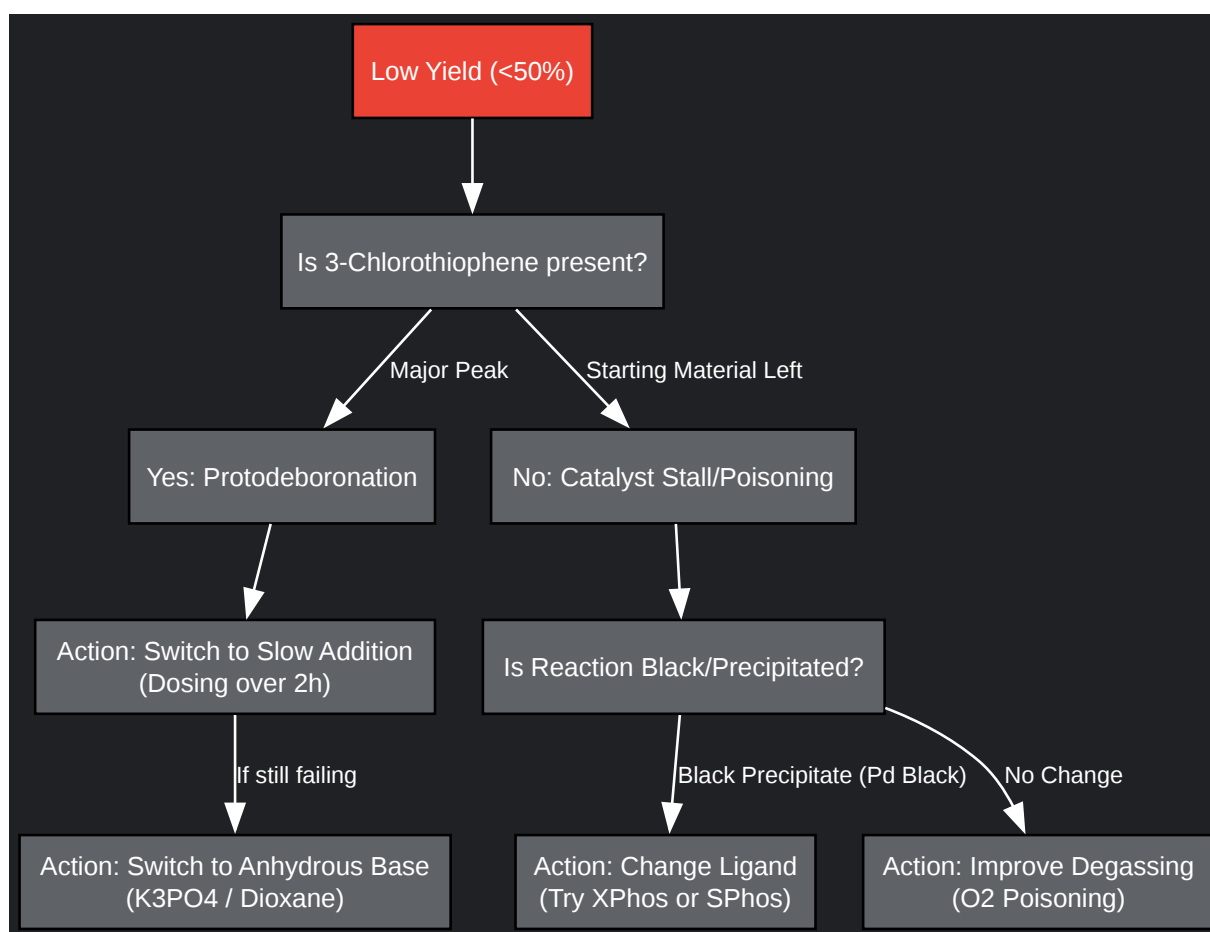 Low Yield (<50%)
Is 3-Chlorothiophene present?
Major Peak
Starting Material Left
Yes: Protodeboronation
No: Catalyst Stall/Poisoning
Action: Switch to Slow Addition
(Dosing over 2h)
Is Reaction Black/Precipitated?
If still failing
Black Precipitate (Pd Black)
No Change
Action: Switch to Anhydrous Base
(K3PO4 / Dioxane)
Action: Change Ligand
(Try XPhos or SPhos)
Action: Improve Degassing
(O2 Poisoning)